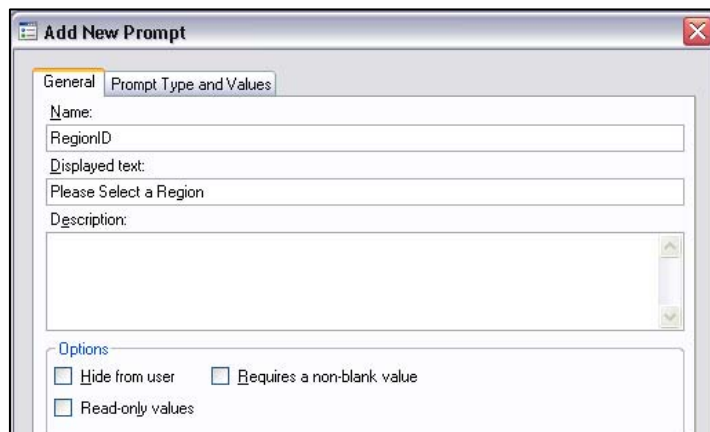 Add New Prompt
General Prompt Type and Values
Name:
RegionID
Displayed text:
Please Select a Region
Description:
Options
Hide from user Requires a non-blank value
Read-only values